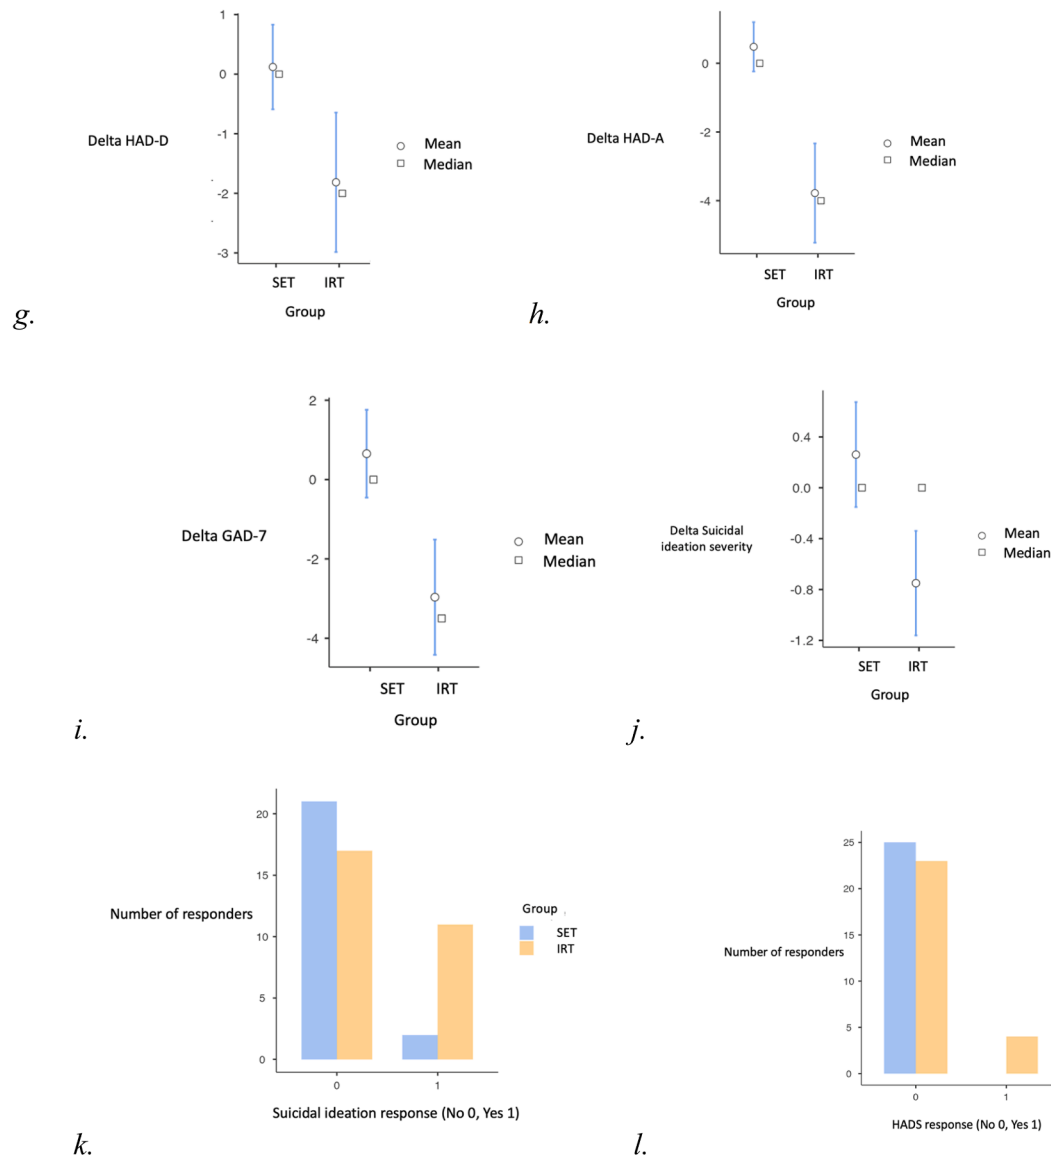 1
0
-1
-2
-3
Delta HAD-D
Mean
Median
SET IRT
Group
g.
0
-2
-4
Delta HAD-A
Mean
Median
SET IRT
Group
h.
2
0
-2
-4
Delta GAD-7
Mean
Median
SET IRT
Group
i.
0.4
0.0
-0.4
-0.8
-1.2
Delta Suicidal
ideation severity
Mean
Median
SET IRT
Group
j.
20
15
10
5
0
Number of responders
Group
SET
IRT
0 1
Suicidal ideation response (No 0, Yes 1)
k.
25
20
15
10
5
0
Number of responders
0 1
HADS response (No 0, Yes 1)
l.